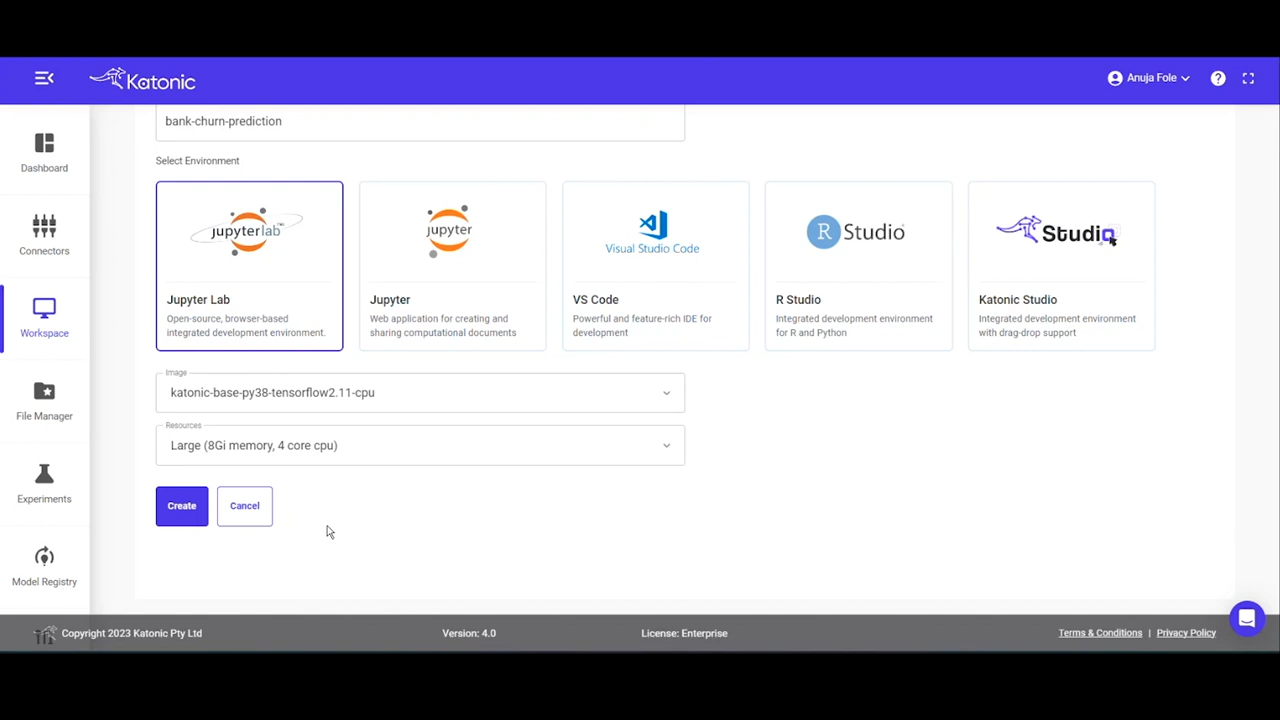 Katonic
Anuja Fole
bank-churn-prediction
Dashboard
Select Environment
jupyterlab
jupyter
Visual Studio Code
R Studio
Studio
Connectors
Jupyter Lab
Open-source, browser-based
integrated development environment.
Jupyter
Web application for creating and
sharing computational documents
VS Code
Powerful and feature-rich IDE for
development
R Studio
Integrated development environment
for R and Python
Katonic Studio
Integrated development environment
with drag-drop support
Workspace
Image
katonic-base-py38-tensorflow2.11-cpu
File Manager
Resources
Large (8Gi memory, 4 core cpu)
Experiments
Create
Cancel
Model Registry
Copyright 2023 Katonic Pty Ltd
Version: 4.0
License: Enterprise
Terms & Conditions | Privacy Policy